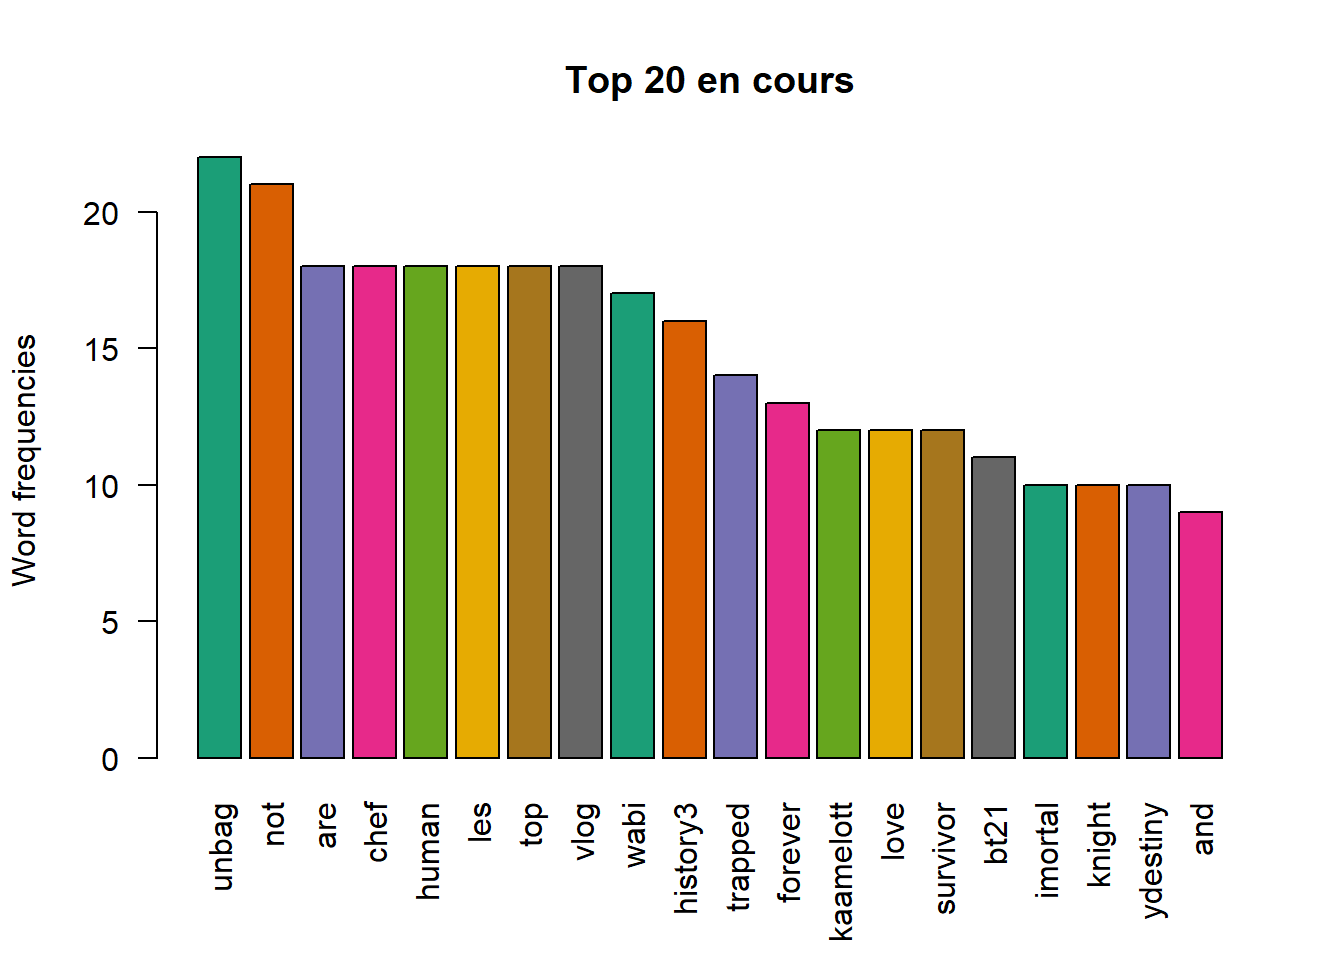 Top 20 en cours
Word frequencies
20
15
10
5
0
unbag
not
are
chef
human
les
top
vlog
wabi
history3
trapped
forever
kaamelott
love
survivor
bt21
imortal
knight
ydestiny
and